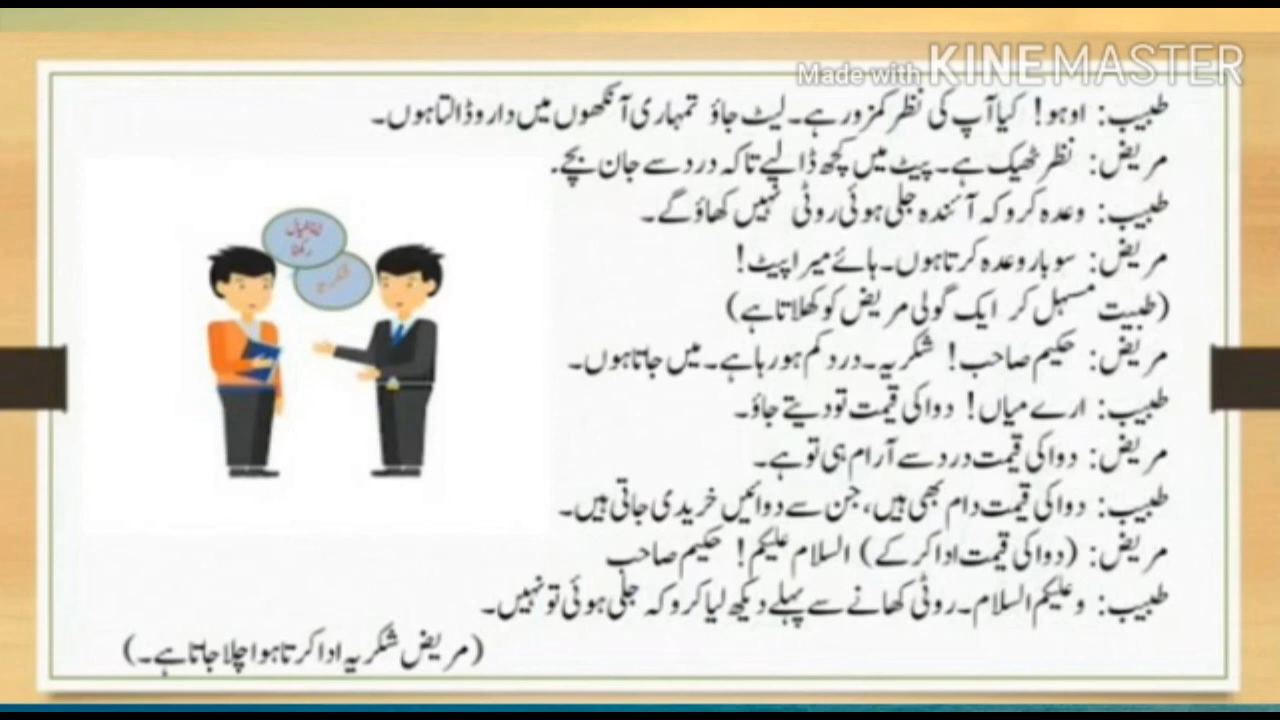 Made with KINEMASTER
طبیب: اوہو! کیا آپ کی نظر کمزور ہے۔ لیٹ جاؤ تمہاری آنکھوں میں دارو ڈالتا ہوں۔
مریض: نظر ٹھیک ہے۔ پیٹ میں کچھ ڈالیے تاکہ درد سے جان بچے۔
طبیب: وعدہ کرو کہ آئندہ جلی ہوئی روٹی نہیں کھاؤ گے۔
مریض: سو بار وعدہ کرتا ہوں۔ ہائے میرا پیٹ!
(طبیت مسہل کر ایک گولی مریض کو کھلاتا ہے)
مریض: حکیم صاحب! شکریہ۔ درد کم ہو رہا ہے۔ میں جاتا ہوں۔
طبیب: ارے میاں! دوا کی قیمت تو دیتے جاؤ۔
مریض: دوا کی قیمت درد سے آرام ہی تو ہے۔
طبیب: دوا کی قیمت دام بھی ہیں، جن سے دوائیں خریدی جاتی ہیں۔
مریض: (دوا کی قیمت ادا کر کے) السلام علیکم! حکیم صاحب
طبیب: وعلیکم السلام۔ روٹی کھانے سے پہلے دیکھ لیا کرو کہ جلی ہوئی تو نہیں۔
(مریض شکریہ ادا کرتا ہوا چلا جاتا ہے۔)